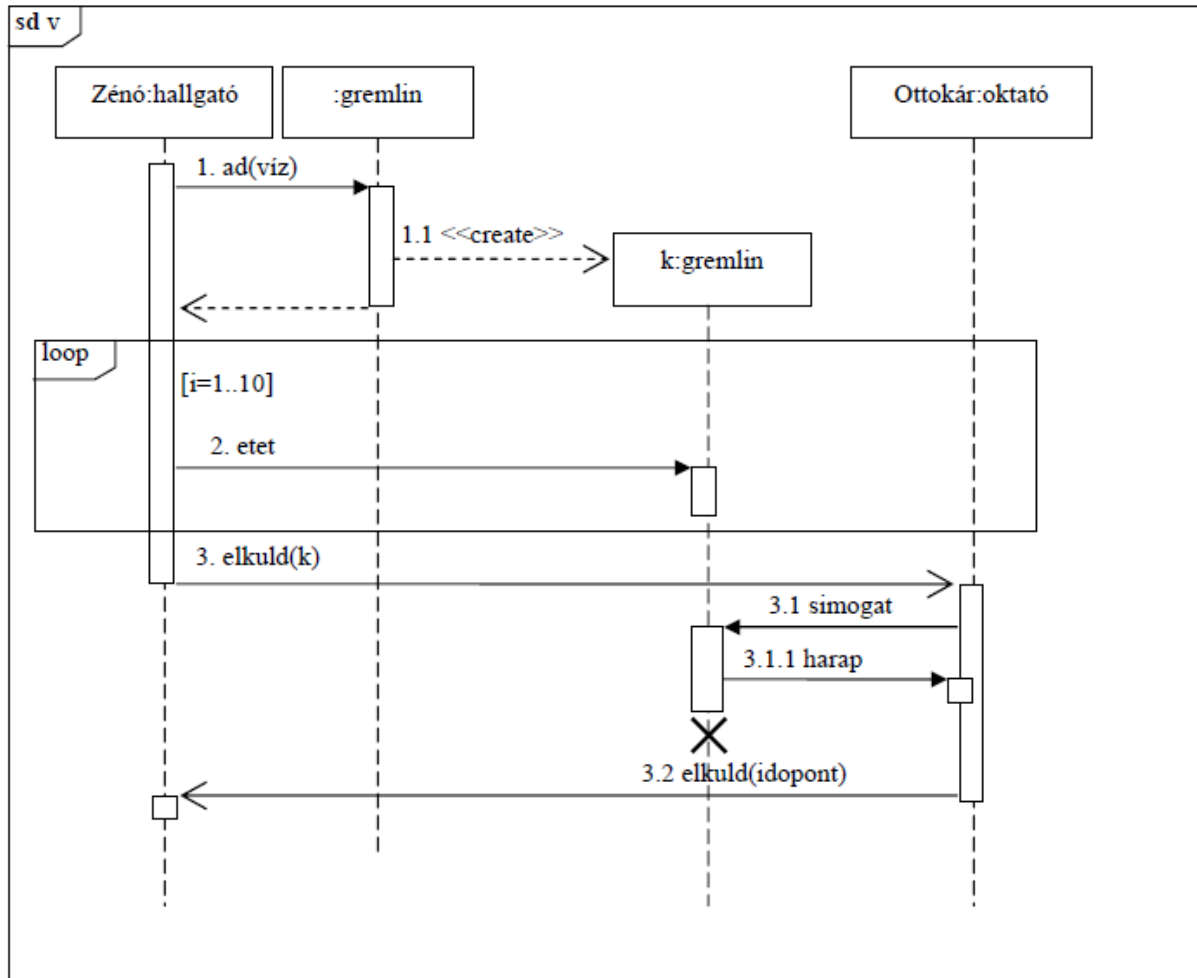 sd v
Zénó:hallgató
:gremlin
Ottokár:oktató
1. ad(víz)
1.1 <<create>>
k:gremlin
loop
[i=1..10]
2. etet
3. elkuld(k)
3.1 simogat
3.1.1 harap
3.2 elkuld(idopont)